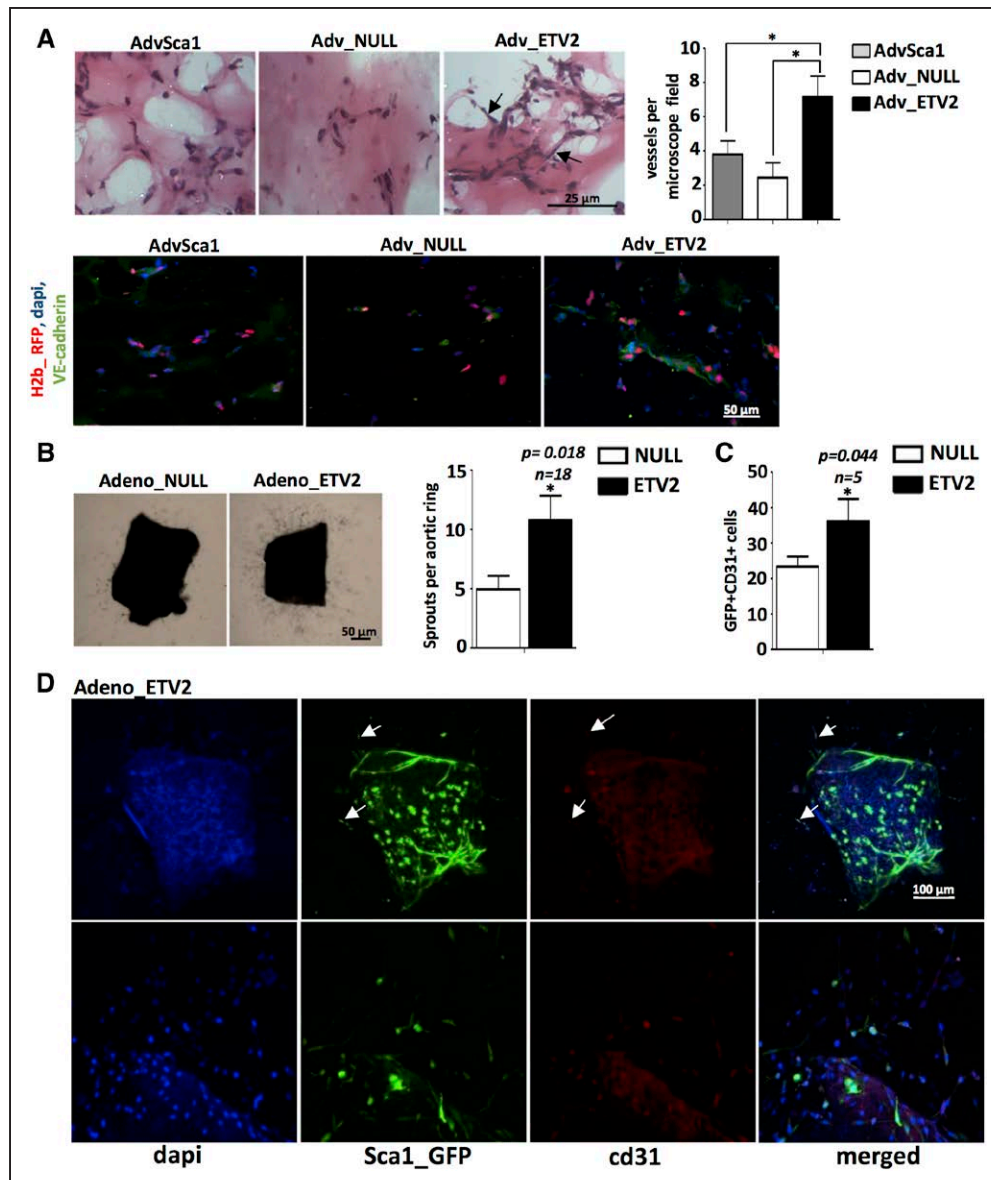 A
AdvSca1
Adv_NULL
Adv_ETV2
25 µm
vessels per
microscope field
10
8
6
4
2
0
*
*
AdvSca1
Adv_NULL
Adv_ETV2
AdvSca1
Adv_NULL
Adv_ETV2
H2b_ RFP, dapi,
VE-cadherin
50 µm
B
Adeno_NULL
Adeno_ETV2
50 µm
Sprouts per aortic ring
15
10
5
0
p= 0.018
n=18
*
NULL
ETV2
C
GFP+CD31+ cells
50
40
30
20
10
0
p=0.044
n=5
*
NULL
ETV2
D
Adeno_ETV2
100 µm
dapi
Sca1_GFP
cd31
merged